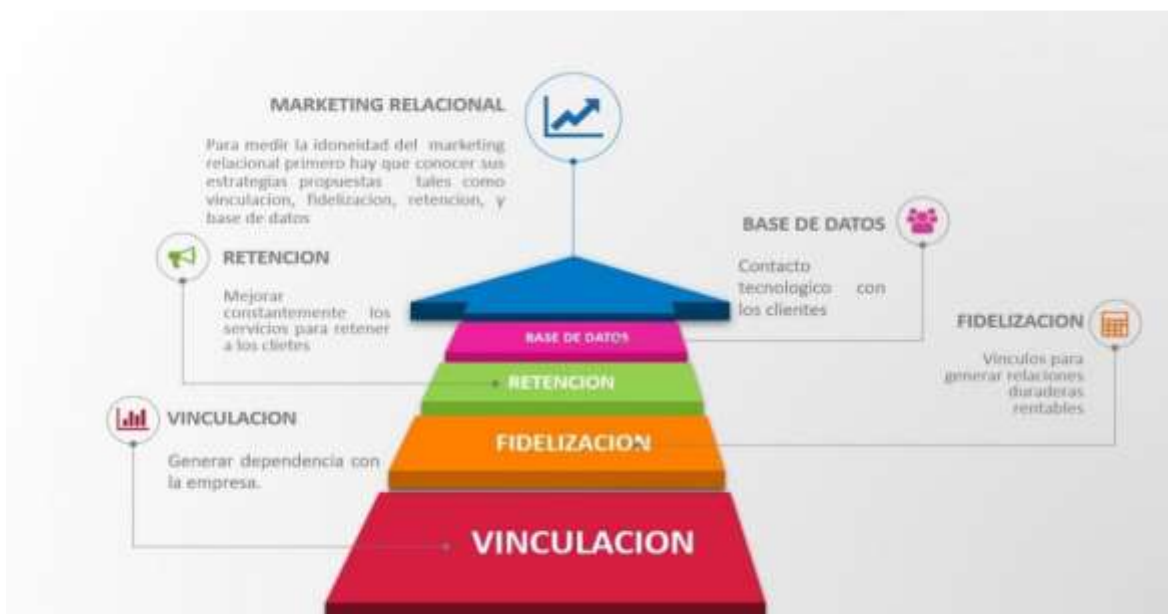 MARKETING RELACIONAL
Para medir la idoneidad del marketing
relacional primero hay que conocer sus
estrategias propuestas tales como
vinculacion, fidelizacion, retencion, y
base de datos
RETENCION
Mejorar
constantemente los
servicios para retener
a los clietes
VINCULACION
Generar dependencia con
la empresa.
BASE DE DATOS
Contacto
tecnologico con
los clientes
FIDELIZACION
Vinculos para
generar relaciones
duraderas
rentables
BASE DE DATOS
RETENCION
FIDELIZACION
VINCULACION